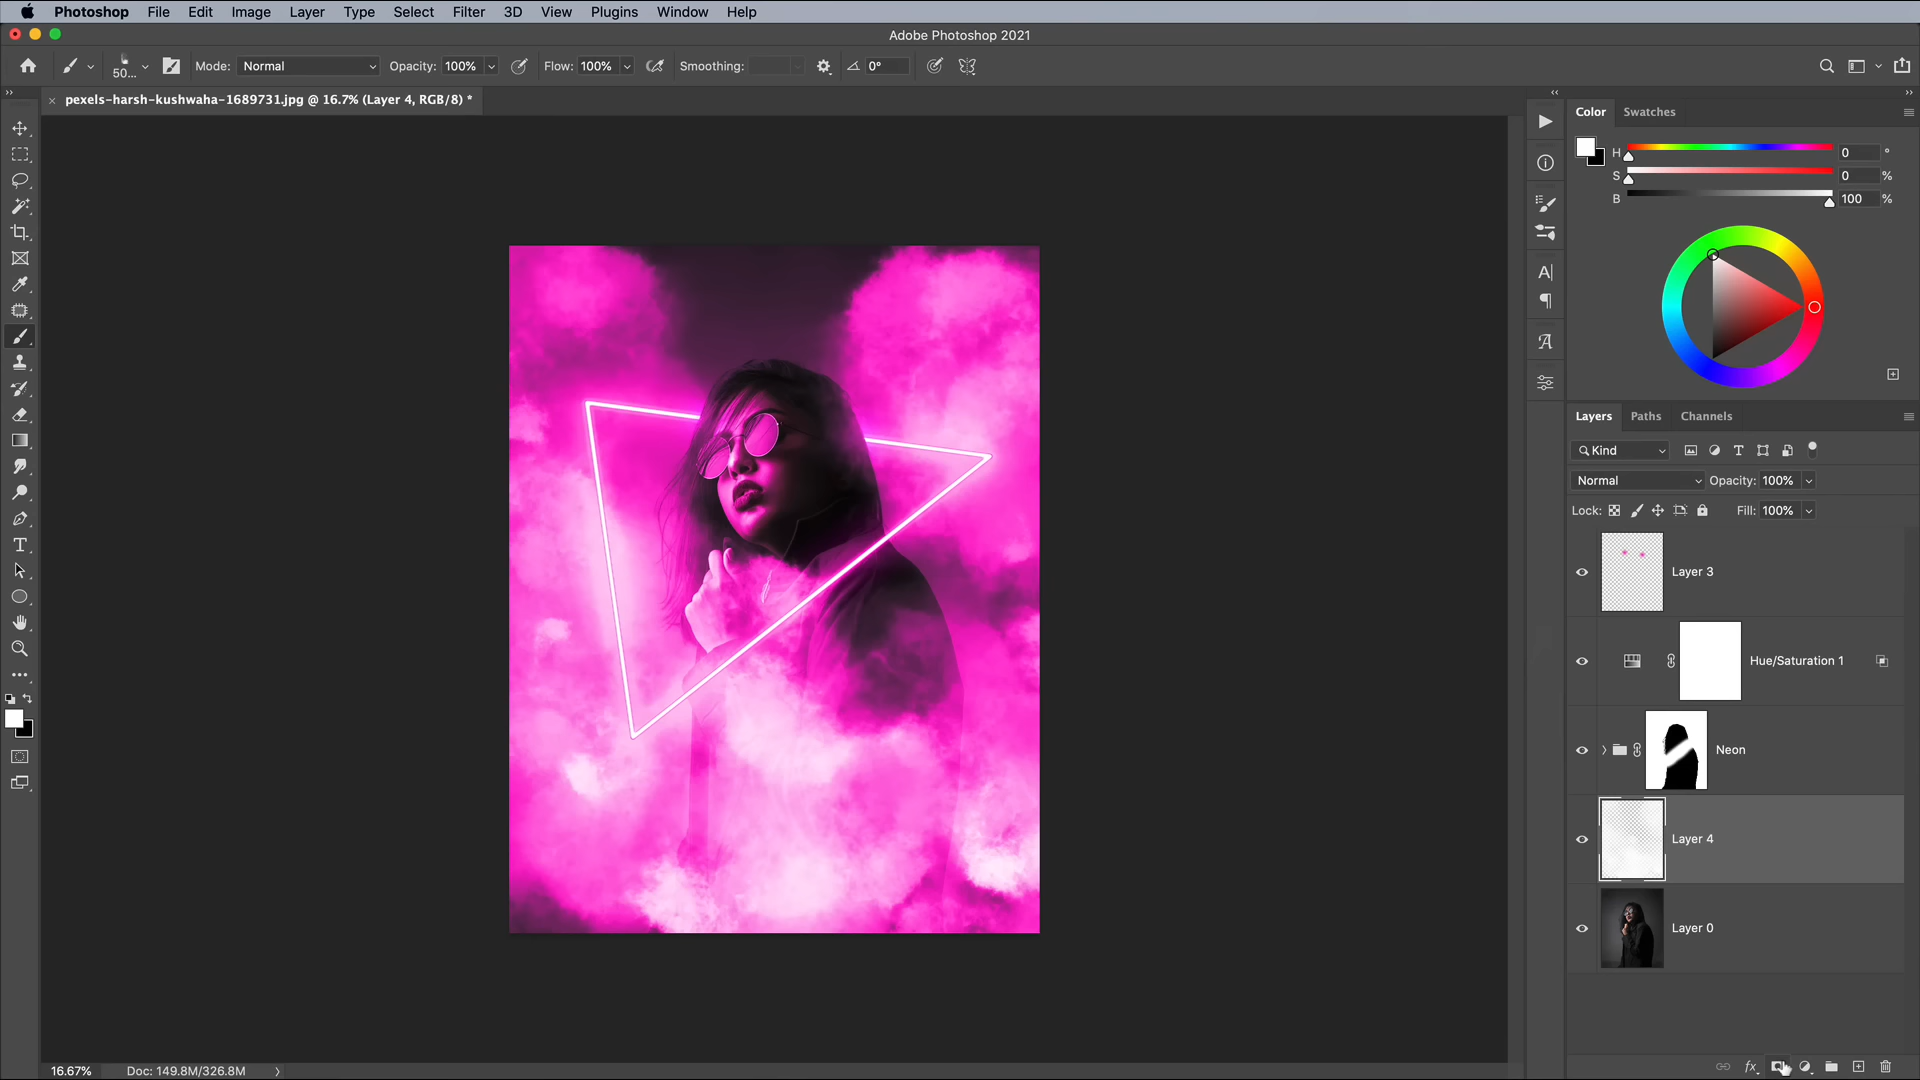 Photoshop File Edit Image Layer Type Select Filter 3D View Plugins Window Help
Adobe Photoshop 2021
50... Mode: Normal Opacity: 100% Flow: 100% Smoothing: 0°
× pexels-harsh-kushwaha-1689731.jpg @ 16.7% (Layer 4, RGB/8) *
Color Swatches
H 0 °
S 0 %
B 100 %
Layers Paths Channels
Kind
Normal Opacity: 100%
Lock: Fill: 100%
Layer 3
Hue/Saturation 1
Neon
Layer 4
Layer 0
16.67% Doc: 149.8M/326.8M
fx